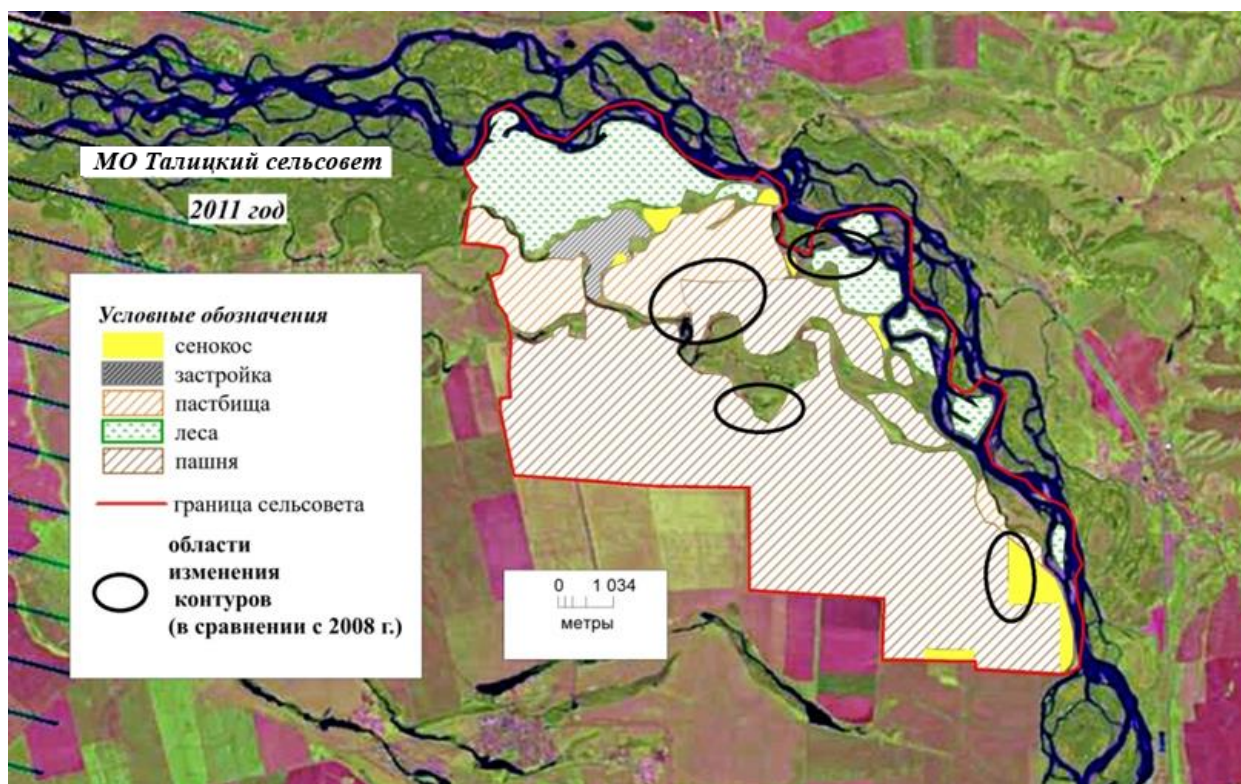 МО Талицкий сельсовет
2011 год
Условные обозначения
сенокос
застройка
пастбища
леса
пашня
граница сельсовета
области
изменения
контуров
(в сравнении с 2008 г.)
0 1 034
метры